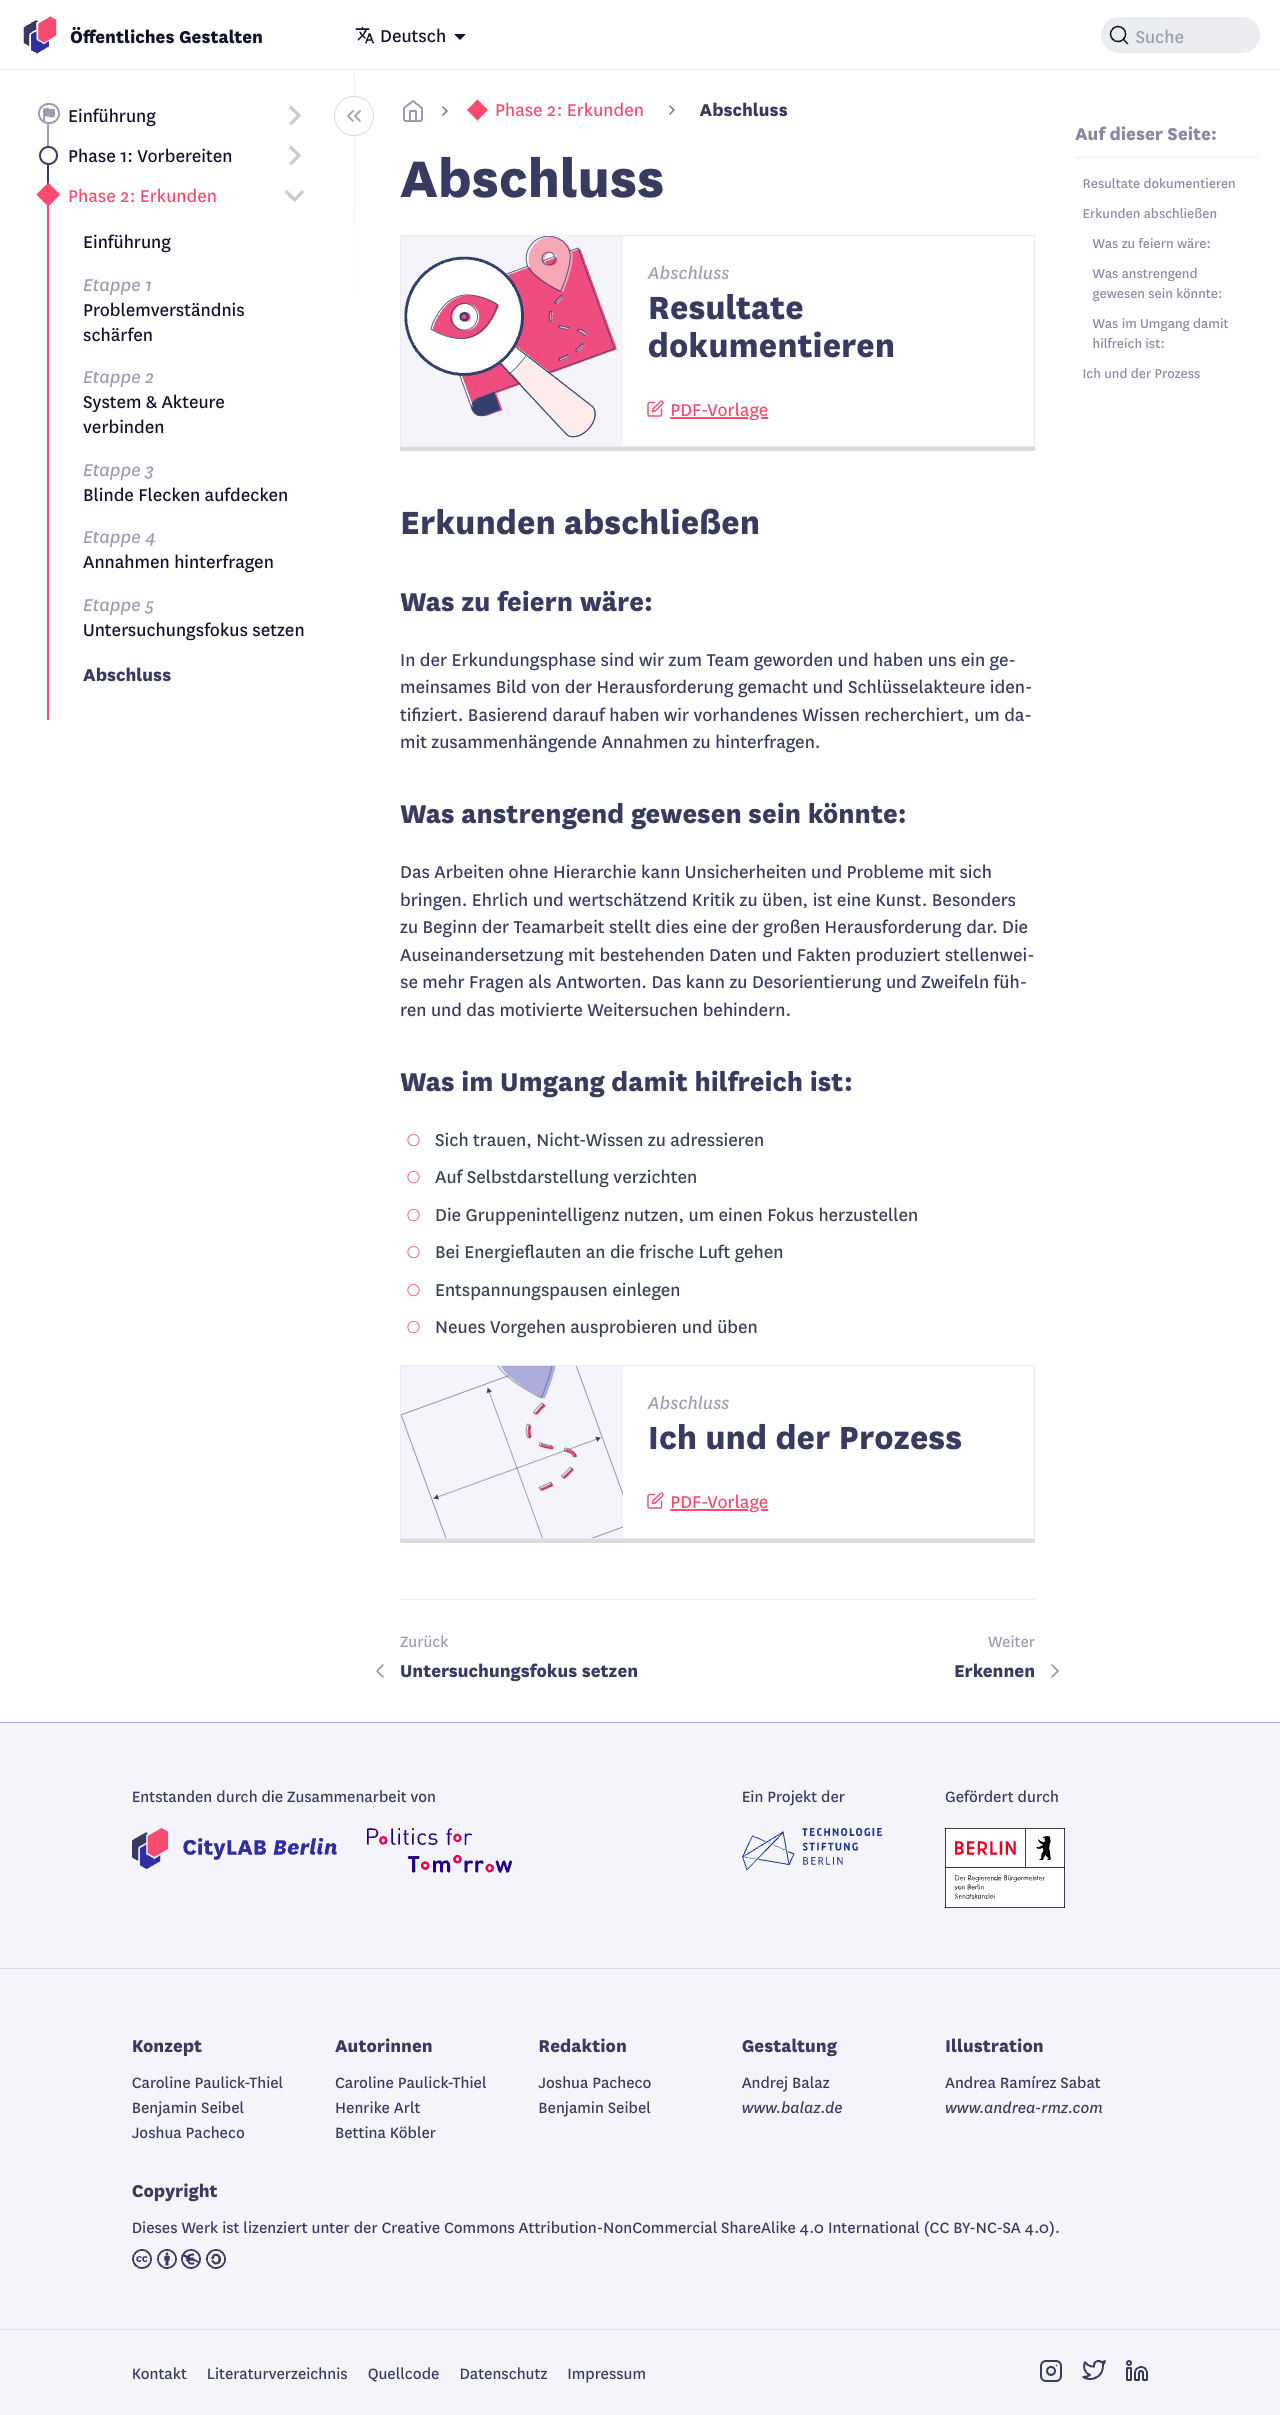 Öffentliches Gestalten
Deutsch
Suche
Einführung
Phase 1: Vorbereiten
Phase 2: Erkunden
Einführung
Etappe 1
Problemverständnis
schärfen
Etappe 2
System & Akteure
verbinden
Etappe 3
Blinde Flecken aufdecken
Etappe 4
Annahmen hinterfragen
Etappe 5
Untersuchungsfokus setzen
Abschluss
Phase 2: Erkunden
Abschluss
Abschluss
Abschluss
Resultate
dokumentieren
PDF-Vorlage
Erkunden abschließen
Was zu feiern wäre:
In der Erkundungsphase sind wir zum Team geworden und haben uns ein ge-
meinsames Bild von der Herausforderung gemacht und Schlüsselakteure iden-
tifiziert. Basierend darauf haben wir vorhandenes Wissen recherchiert, um da-
mit zusammenhängende Annahmen zu hinterfragen.
Was anstrengend gewesen sein könnte:
Das Arbeiten ohne Hierarchie kann Unsicherheiten und Probleme mit sich
bringen. Ehrlich und wertschätzend Kritik zu üben, ist eine Kunst. Besonders
zu Beginn der Teamarbeit stellt dies eine der großen Herausforderung dar. Die
Auseinandersetzung mit bestehenden Daten und Fakten produziert stellenwei-
se mehr Fragen als Antworten. Das kann zu Desorientierung und Zweifeln füh-
ren und das motivierte Weitersuchen behindern.
Was im Umgang damit hilfreich ist:
Sich trauen, Nicht-Wissen zu adressieren
Auf Selbstdarstellung verzichten
Die Gruppenintelligenz nutzen, um einen Fokus herzustellen
Bei Energieflauten an die frische Luft gehen
Entspannungspausen einlegen
Neues Vorgehen ausprobieren und üben
Abschluss
Ich und der Prozess
PDF-Vorlage
Zurück
Untersuchungsfokus setzen
Weiter
Erkennen
Auf dieser Seite:
Resultate dokumentieren
Erkunden abschließen
Was zu feiern wäre:
Was anstrengend
gewesen sein könnte:
Was im Umgang damit
hilfreich ist:
Ich und der Prozess
Entstanden durch die Zusammenarbeit von
CityLAB Berlin
Politics for
Tomorrow
Ein Projekt der
TECHNOLOGIE
STIFTUNG
BERLIN
Gefördert durch
BERLIN
Der Regierende Bürgermeister
von Berlin
Senatskanzlei
Konzept
Caroline Paulick-Thiel
Benjamin Seibel
Joshua Pacheco
Autorinnen
Caroline Paulick-Thiel
Henrike Arlt
Bettina Köbler
Redaktion
Joshua Pacheco
Benjamin Seibel
Gestaltung
Andrej Balaz
www.balaz.de
Illustration
Andrea Ramírez Sabat
www.andrea-rmz.com
Copyright
Dieses Werk ist lizenziert unter der Creative Commons Attribution-NonCommercial ShareAlike 4.0 International (CC BY-NC-SA 4.0).
cc
Kontakt
Literaturverzeichnis
Quellcode
Datenschutz
Impressum